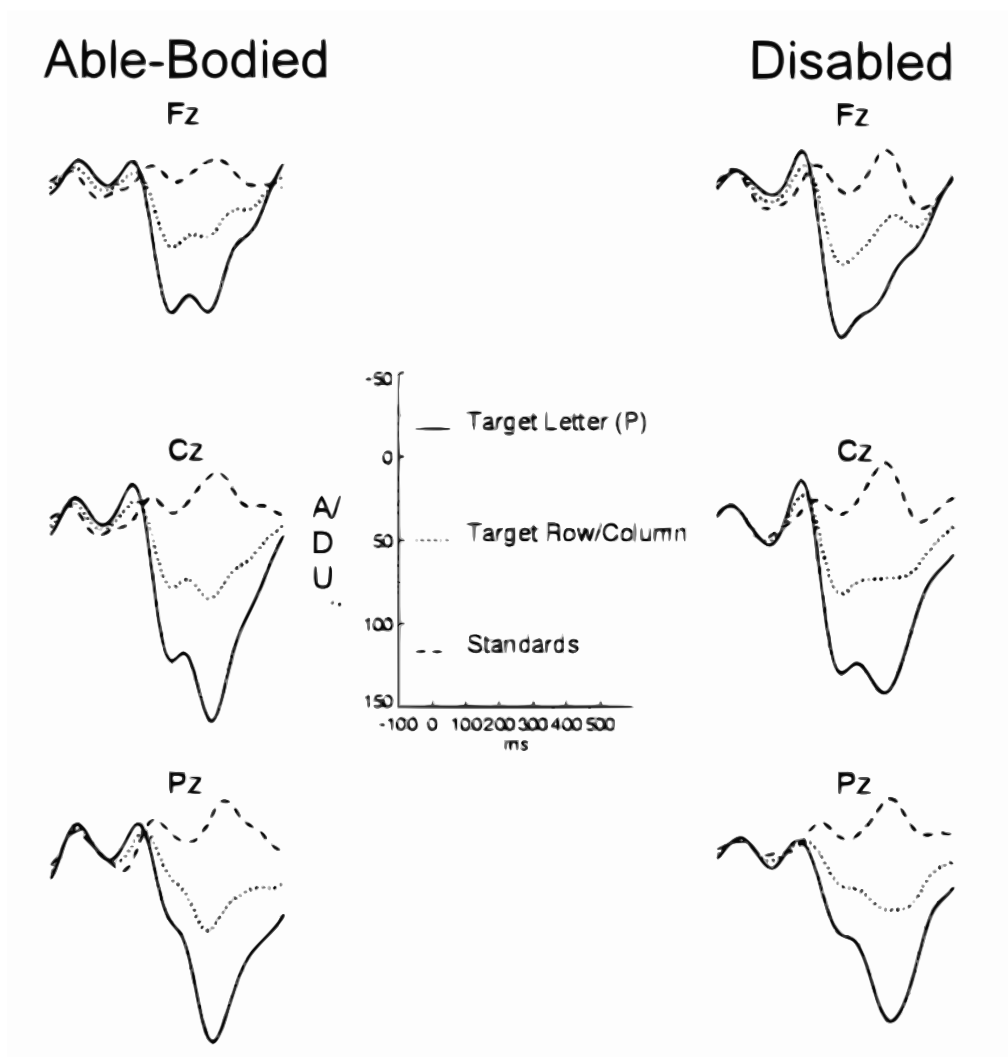 Able-Bodied
Disabled
Fz
Fz
-50
Target Letter (P)
Cz
0
Cz
A/
D
U
50
Target Row/Column
100
Standards
150
-100 0 100 200 300 400 500
ms
Pz
Pz